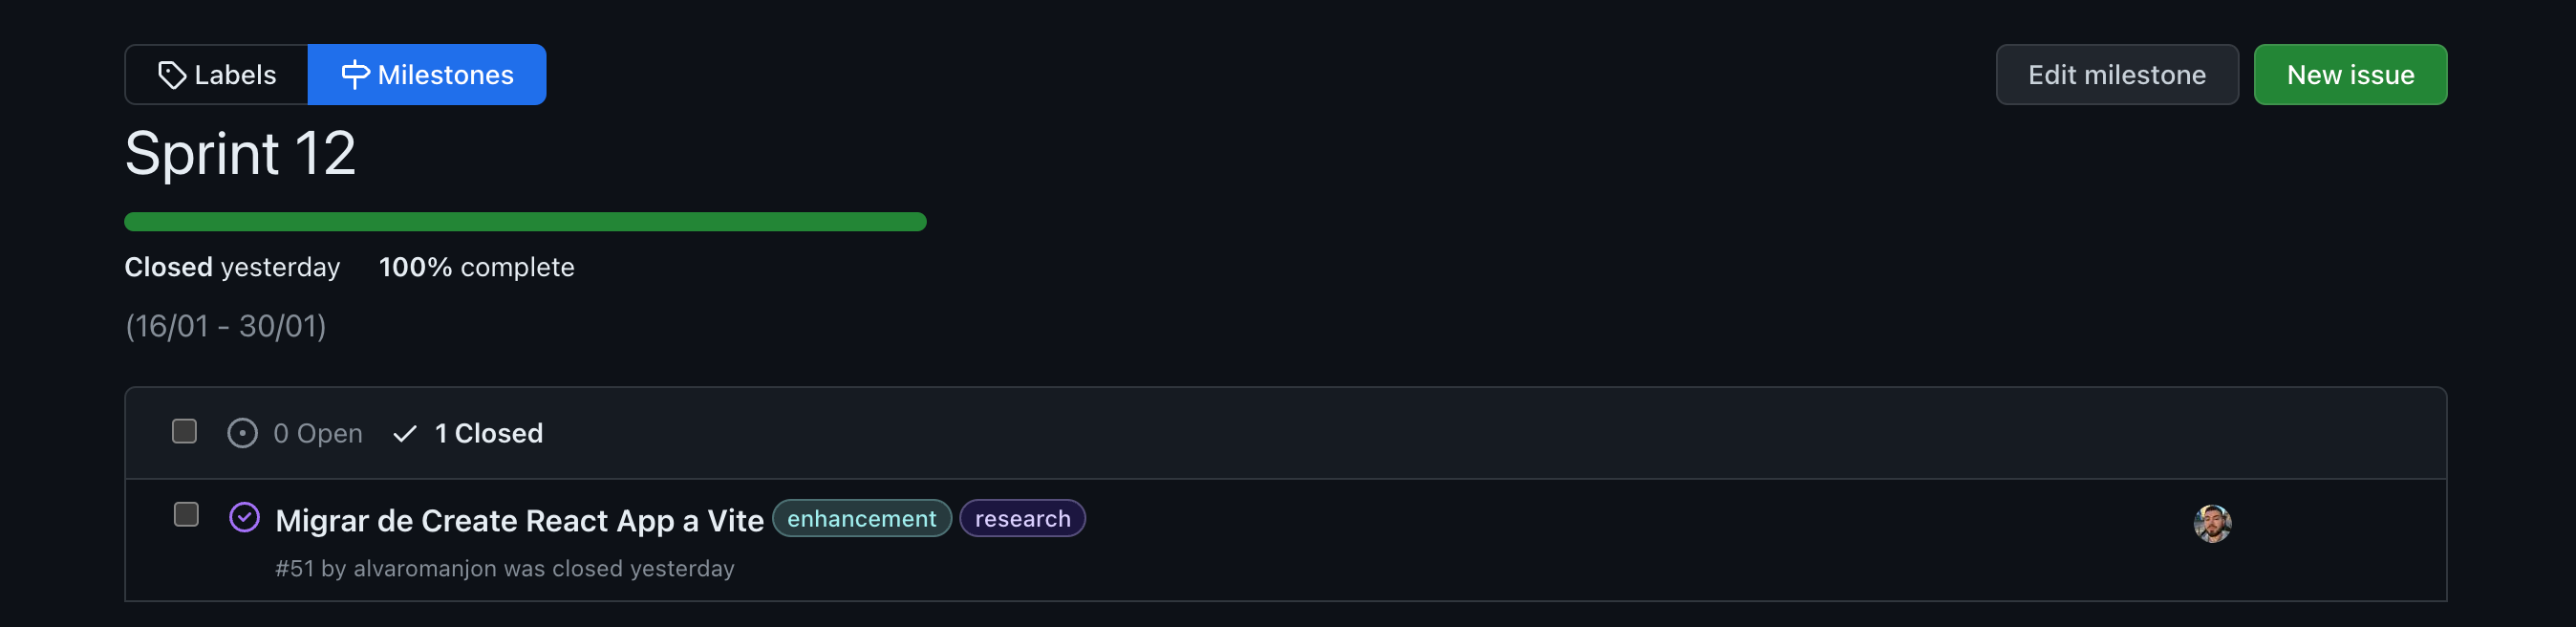 Labels Milestones Edit milestone New issue
Sprint 12
Closed yesterday 100% complete
(16/01 - 30/01)
0 Open 1 Closed
Migrar de Create React App a Vite enhancement research
#51 by alvaromanjon was closed yesterday